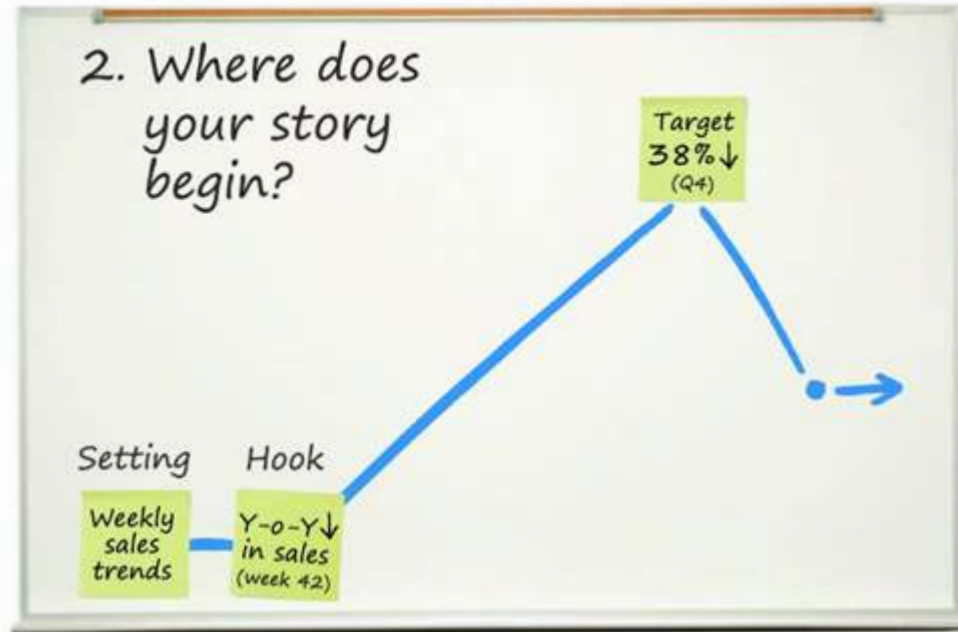 2. Where does
your story
begin?
Target
38%↓
(Q4)
Setting
Hook
Weekly
sales
trends
Y-o-Y↓
in sales
(week 42)